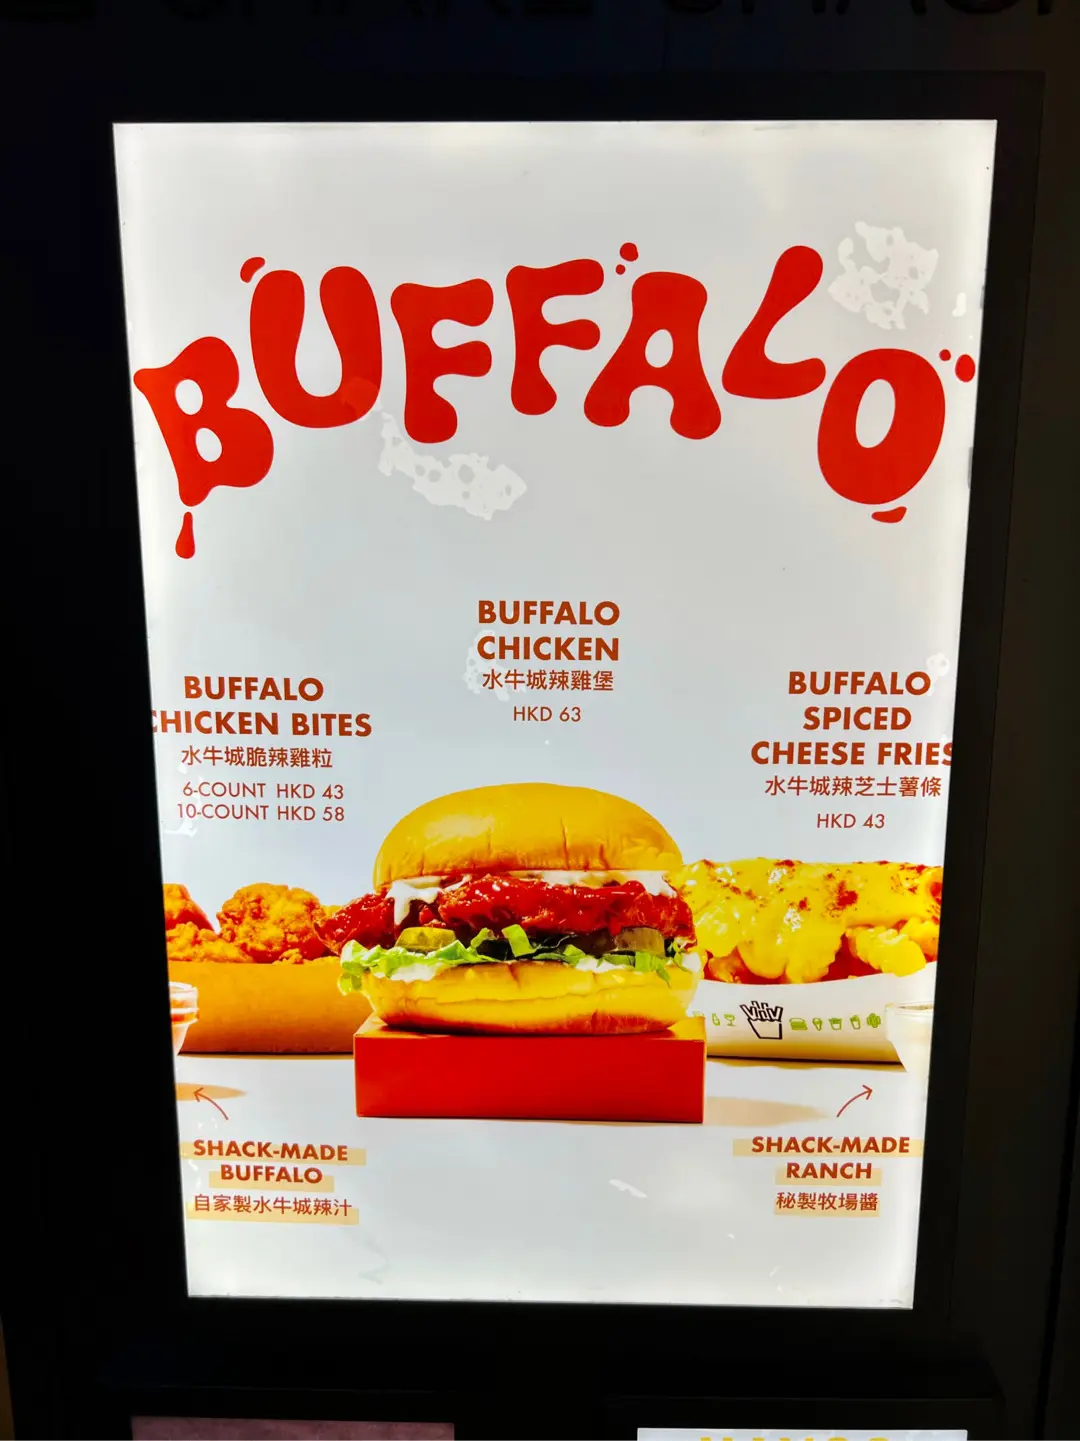 BUFFALO
BUFFALO
CHICKEN
水牛城辣雞堡
HKD 63
BUFFALO
CHICKEN BITES
水牛城脆辣雞粒
6-COUNT HKD 43
10-COUNT HKD 58
BUFFALO
SPICED
CHEESE FRIES
水牛城辣芝士薯條
HKD 43
SHACK-MADE
BUFFALO
自家製水牛城辣汁
SHACK-MADE
RANCH
秘製牧場醬